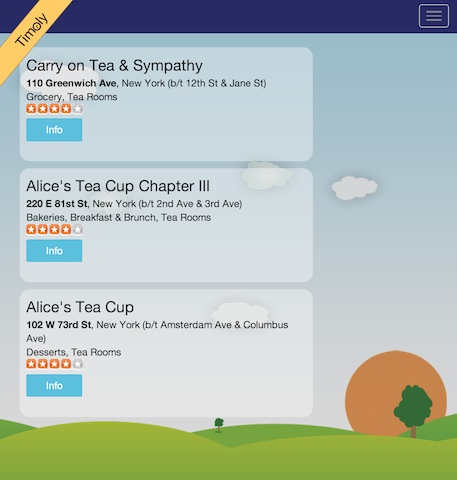 Timoly
Carry on Tea & Sympathy
110 Greenwich Ave, New York (b/t 12th St & Jane St)
Grocery, Tea Rooms
Info
Alice's Tea Cup Chapter III
220 E 81st St, New York (b/t 2nd Ave & 3rd Ave)
Bakeries, Breakfast & Brunch, Tea Rooms
Info
Alice's Tea Cup
102 W 73rd St, New York (b/t Amsterdam Ave & Columbus
Ave)
Desserts, Tea Rooms
Info